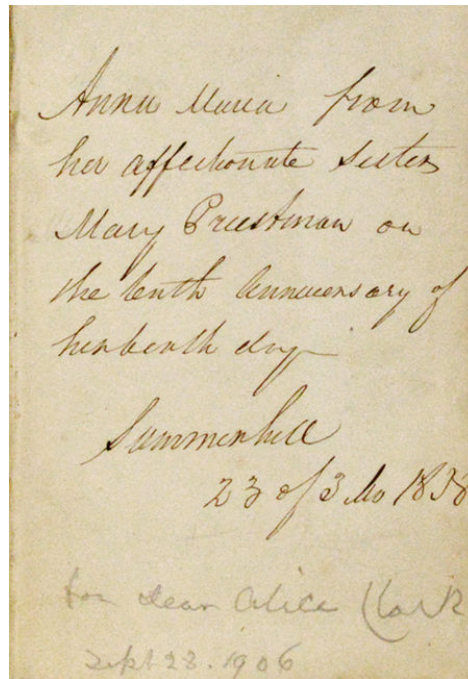 Anna Maria from
her affectionate sister
Mary Priestman on
the tenth anniversary of
her birth day
Summerhill
23 of 3 Mo 1838
for dear Alice Clark
Sept 28. 1906